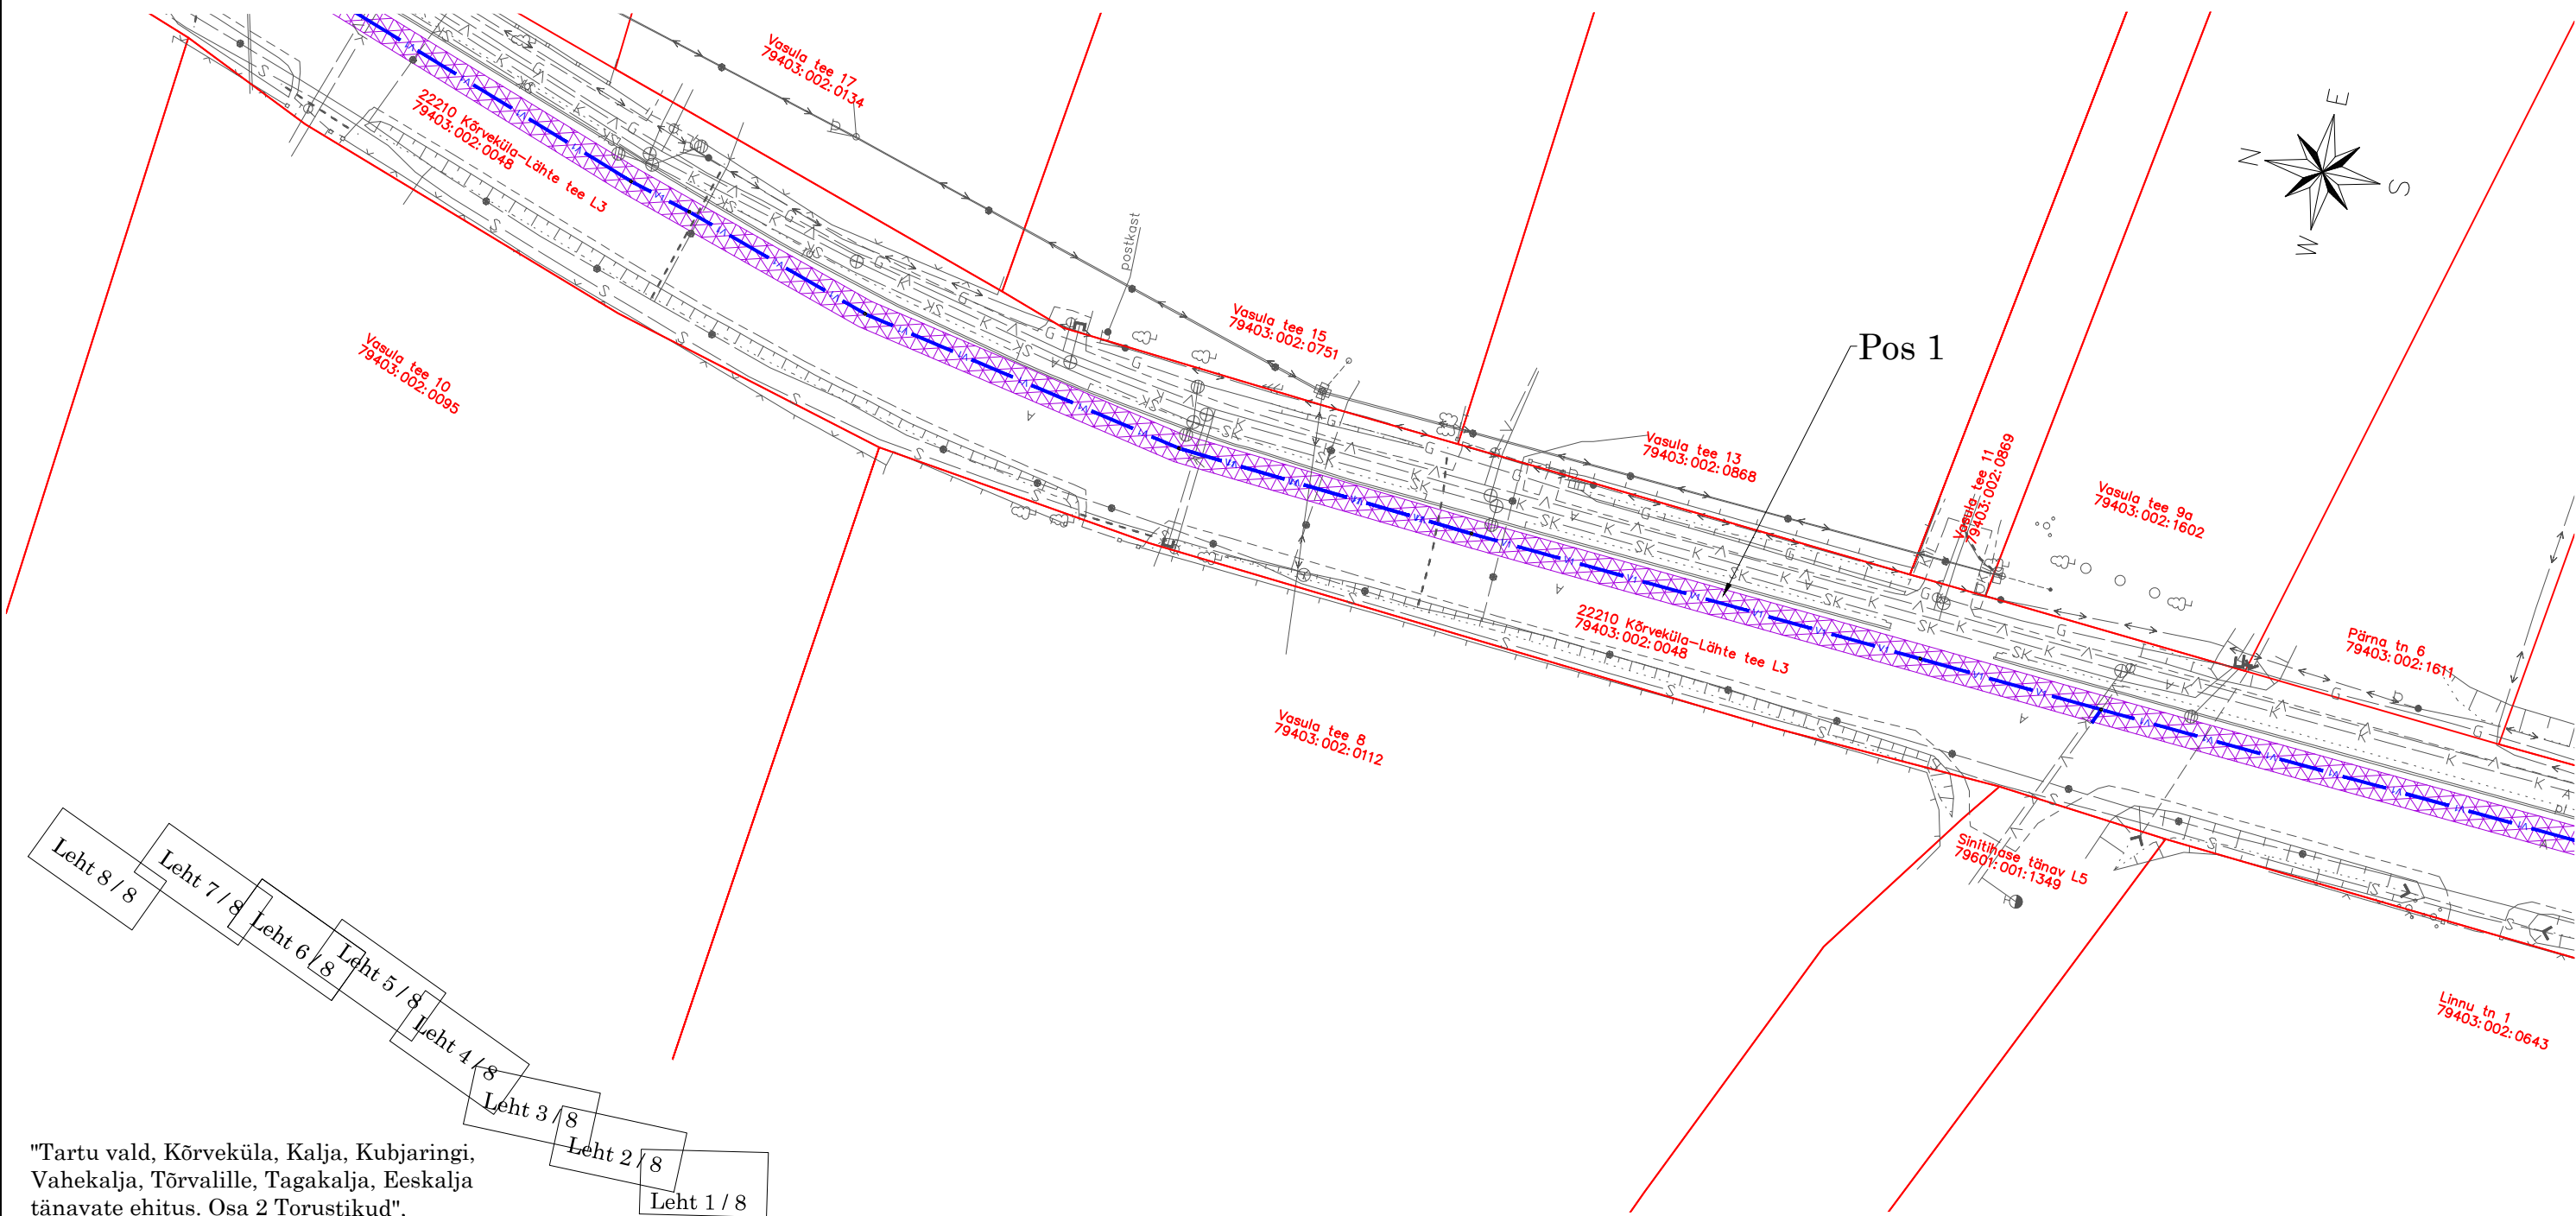 Vasula tee 17
79403:002:0134
22210 Kõrveküla-Lähte tee L3
79403:002:0048
postkast
Vasula tee 15
79403:002:0751
Vasula tee 10
79403:002:0095
Pos 1
Vasula tee 13
79403:002:0868
Vasula tee 11
79403:002:0869
Vasula tee 9a
79403:002:1602
N
E
S
W
22210 Kõrveküla-Lähte tee L3
79403:002:0048
Pärna tn 6
79403:002:1611
Vasula tee 8
79403:002:0112
Sinitihase tänav L5
79601:001:1349
Linnu tn 1
79403:002:0643
Leht 8 / 8
Leht 7 / 8
Leht 6 / 8
Leht 5 / 8
Leht 4 / 8
Leht 3 / 8
Leht 2 / 8
Leht 1 / 8
"Tartu vald, Kõrveküla, Kalja, Kubjaringi,
Vahekalja, Tõrvalille, Tagakalja, Eeskalja
tänavate ehitus. Osa 2 Torustikud".